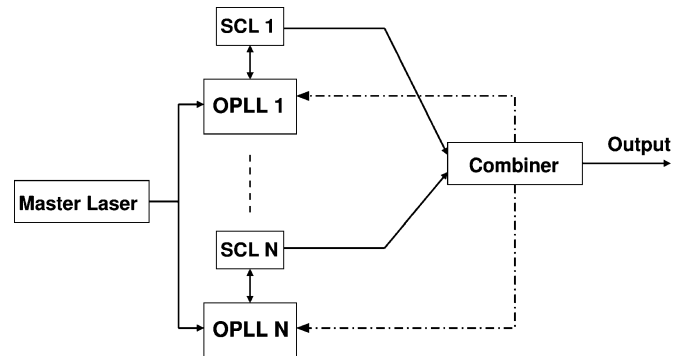 SCL 1
OPLL 1
Output
Combiner
Master Laser
SCL N
OPLL N